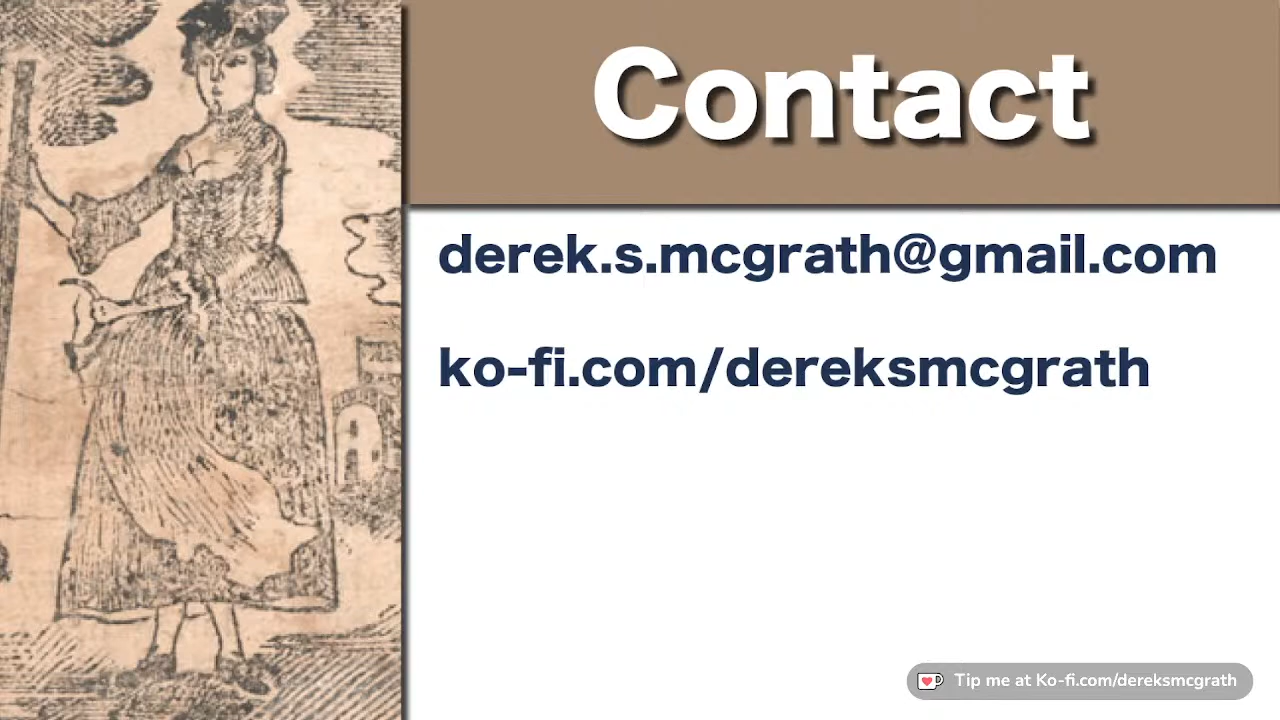 Contact
derek.s.mcgrath@gmail.com
ko-fi.com/dereksmcgrath
Tip me at Ko-fi.com/dereksmcgrath